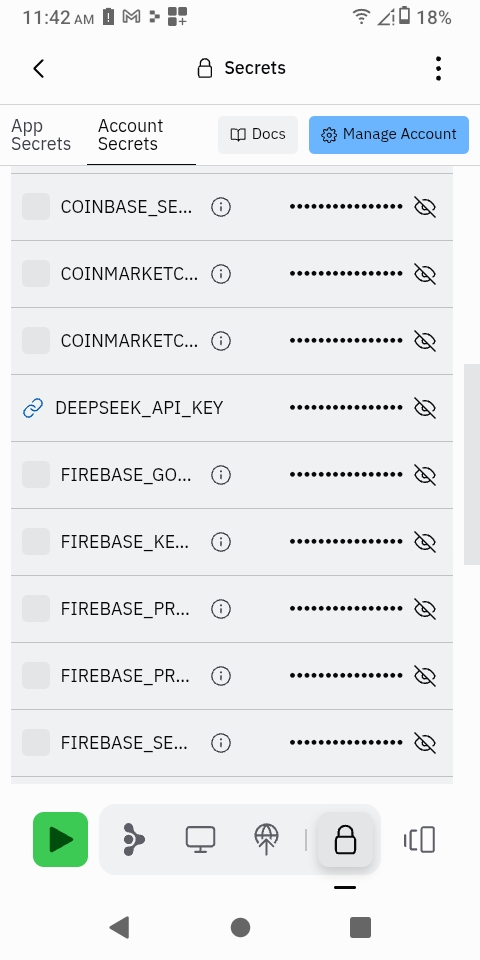 11:42 AM
18%
Secrets
App
Secrets
Account
Secrets
Docs
Manage Account
COINBASE_SE...
COINMARKETC...
COINMARKETC...
DEEPSEEK_API_KEY
FIREBASE_GO...
FIREBASE_KE...
FIREBASE_PR...
FIREBASE_PR...
FIREBASE_SE...